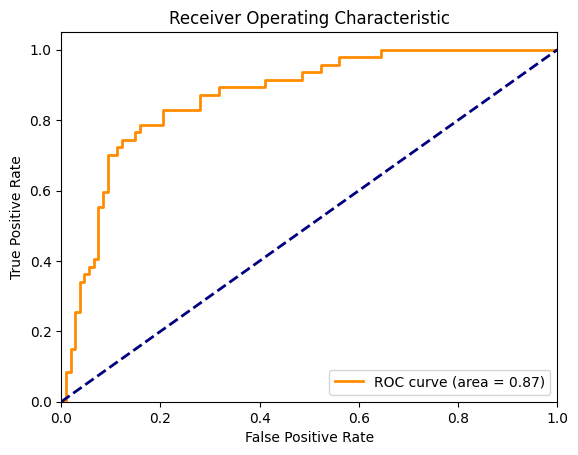 Receiver Operating Characteristic
1.0
0.8
0.6
0.4
0.2
0.0
True Positive Rate
ROC curve (area = 0.87)
0.0 0.2 0.4 0.6 0.8 1.0
False Positive Rate